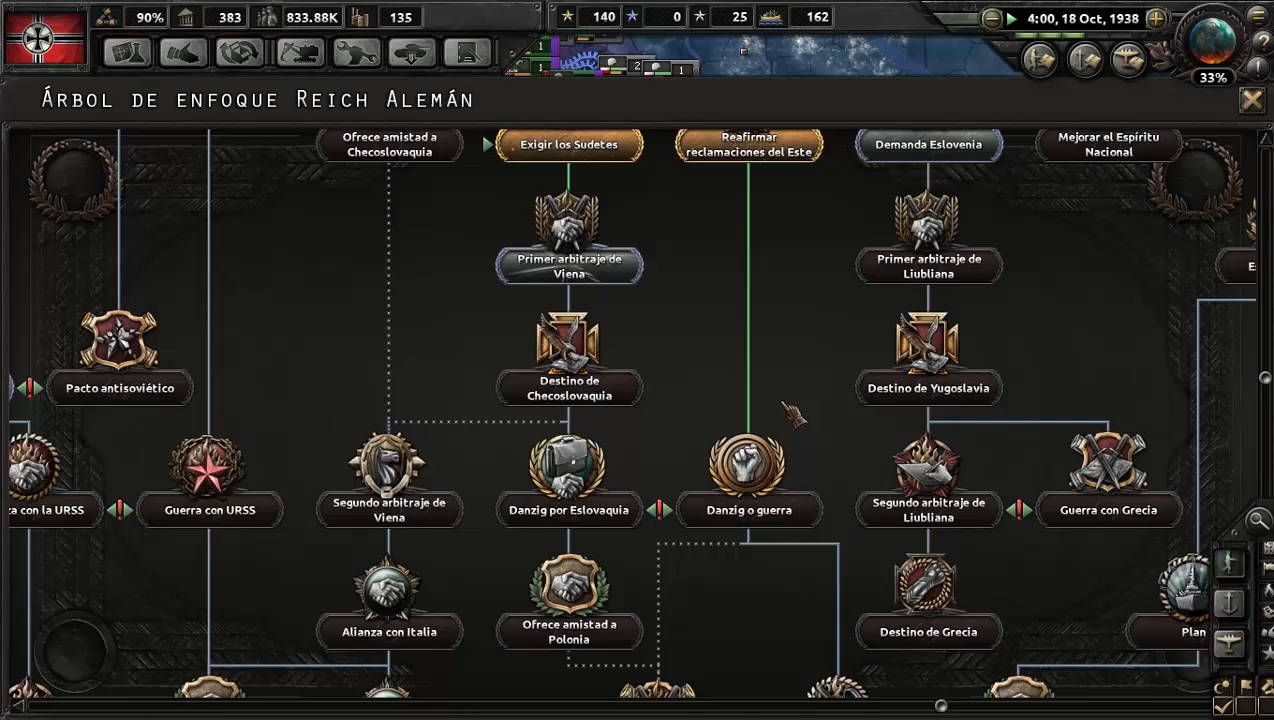 90%
383
833.88K
135
140
0
25
162
4:00, 18 Oct, 1938
1
1
2
1
33%
Árbol de enfoque Reich Alemán
Ofrece amistad a
Checoslovaquia
Exigir los Sudetes
Reafirmar
reclamaciones del Este
Demanda Eslovenia
Mejorar el Espíritu
Nacional
Primer arbitraje de
Viena
Primer arbitraje de
Liubliana
Pacto antisoviético
Destino de
Checoslovaquia
Destino de Yugoslavia
za con la URSS
Guerra con URSS
Segundo arbitraje de
Viena
Danzig por Eslovaquia
Danzig o guerra
Segundo arbitraje de
Liubliana
Guerra con Grecia
Alianza con Italia
Ofrece amistad a
Polonia
Destino de Grecia
Plan